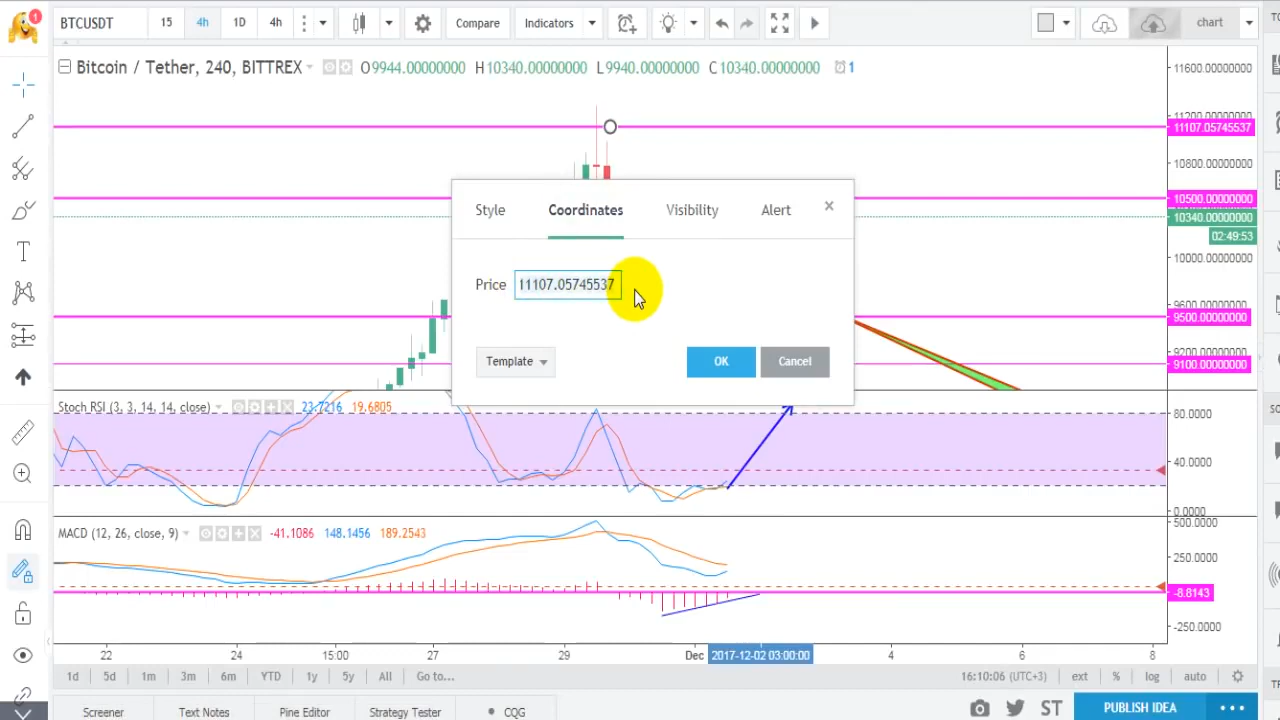 1
BTCUSDT 15 4h 1D 4h Compare Indicators chart
Bitcoin / Tether, 240, BITTREX O9944.00000000 H10340.00000000 L9940.00000000 C10340.00000000 1
11600.00000000
11107.05745537
10800.00000000
10500.00000000
10340.00000000
02:49:53
10000.00000000
9500.00000000
9100.00000000
Style Coordinates Visibility Alert ×
Price 11107.05745537
Template OK Cancel
Stoch RSI (3, 3, 14, 14, close) 23.7216 19.6805
80.0000
40.0000
0.0000
MACD (12, 26, close, 9) -41.1086 148.1456 189.2543
500.0000
250.0000
-8.8143
-250.0000
22 24 15:00 27 29 Dec 2017-12-02 03:00:00 4 6 8
1d 5d 1m 3m 6m YTD 1y 5y All Go to... 16:10:06 (UTC+3) ext % log auto
Screener Text Notes Pine Editor Strategy Tester CQG ST PUBLISH IDEA